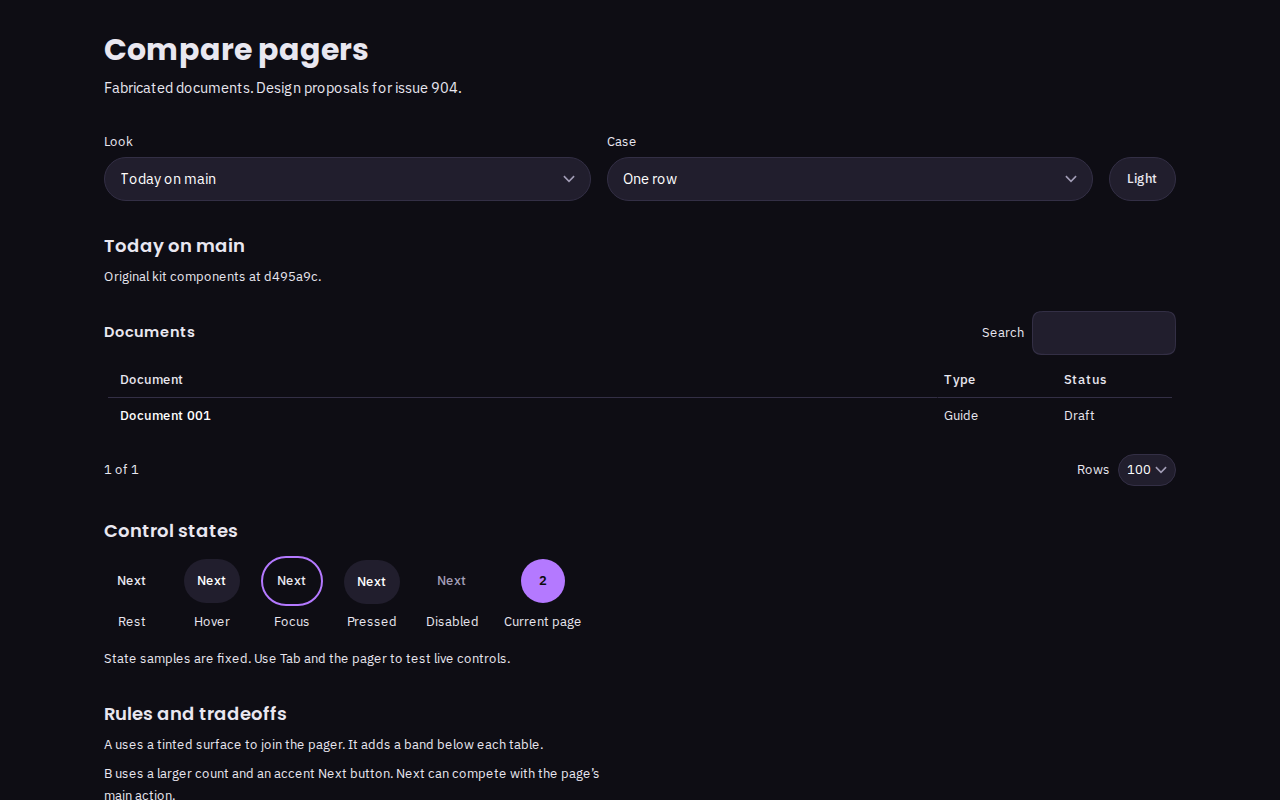 Compare pagers
Fabricated documents. Design proposals for issue 904.
Look
Case
Today on main
One row
Light
Today on main
Original kit components at d495a9c.
Documents
Search
Document
Type
Status
Document 001
Guide
Draft
1 of 1
Rows
100
Control states
Next
Next
Next
Next
Next
2
Rest
Hover
Focus
Pressed
Disabled
Current page
State samples are fixed. Use Tab and the pager to test live controls.
Rules and tradeoffs
A uses a tinted surface to join the pager. It adds a band below each table.
B uses a larger count and an accent Next button. Next can compete with the page's
main action.